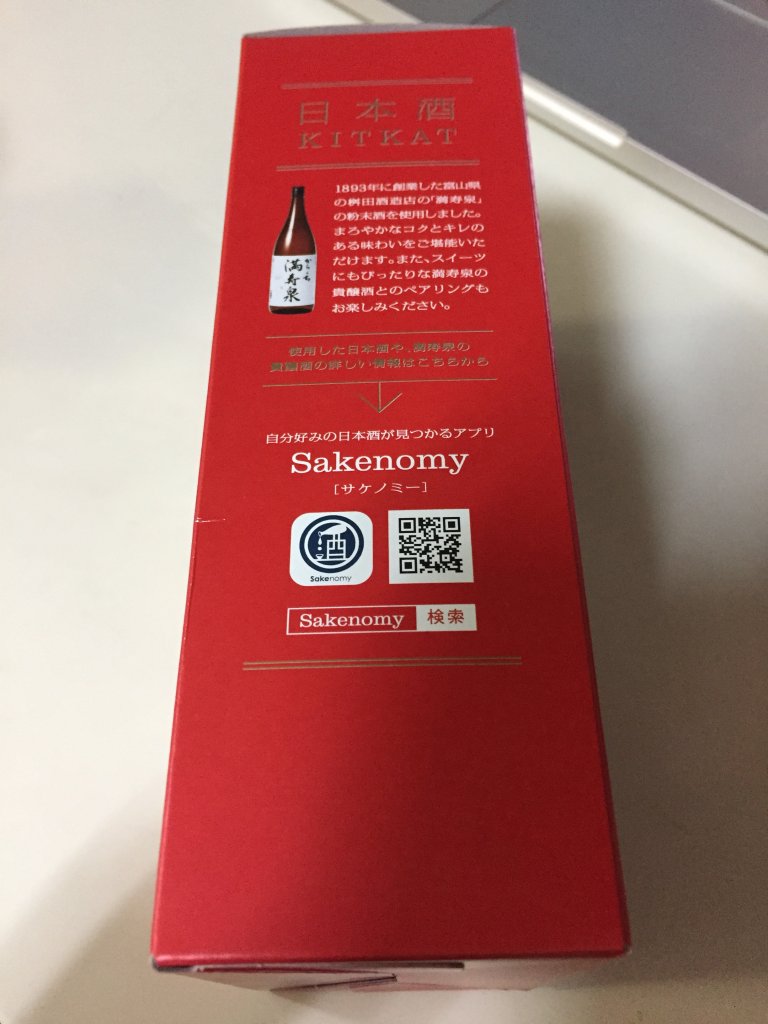 日本酒
KITKAT
1893年に創業した富山県
の桝田酒造店の「満寿泉」
の粉末酒を使用しました。
まろやかなコクとキレの
ある味わいをご堪能いた
だけます。また、スイーツ
にもぴったりな満寿泉の
貴醸酒とのペアリングも
お楽しみください。
から口
満寿泉
使用した日本酒や、満寿泉の
貴醸酒の詳しい情報はこちらから
自分好みの日本酒が見つかるアプリ
Sakenomy
[サケノミー]
酒
Sakenomy
Sakenomy 検索